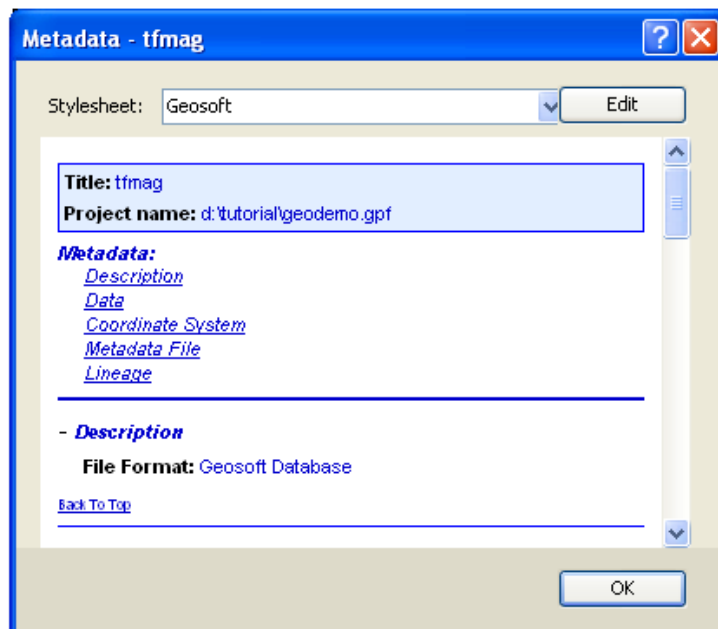 Metadata - tfmag
Stylesheet: Geosoft Edit
Title: tfmag
Project name: d:\tutorial\geodemo.gpf
Metadata:
Description
Data
Coordinate System
Metadata File
Lineage
- Description
File Format: Geosoft Database
Back To Top
OK